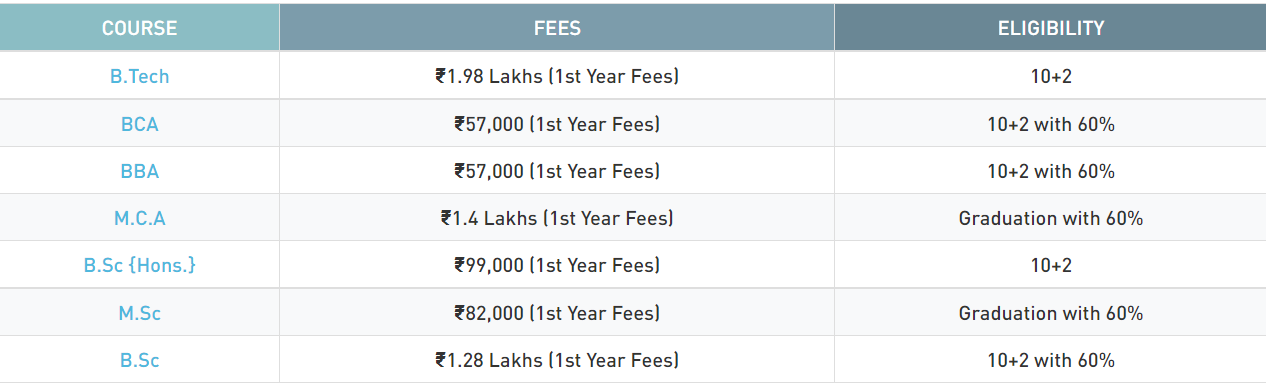 COURSE FEES ELIGIBILITY
B.Tech ₹1.98 Lakhs (1st Year Fees) 10+2
BCA ₹57,000 (1st Year Fees) 10+2 with 60%
BBA ₹57,000 (1st Year Fees) 10+2 with 60%
M.C.A ₹1.4 Lakhs (1st Year Fees) Graduation with 60%
B.Sc {Hons.} ₹99,000 (1st Year Fees) 10+2
M.Sc ₹82,000 (1st Year Fees) Graduation with 60%
B.Sc ₹1.28 Lakhs (1st Year Fees) 10+2 with 60%